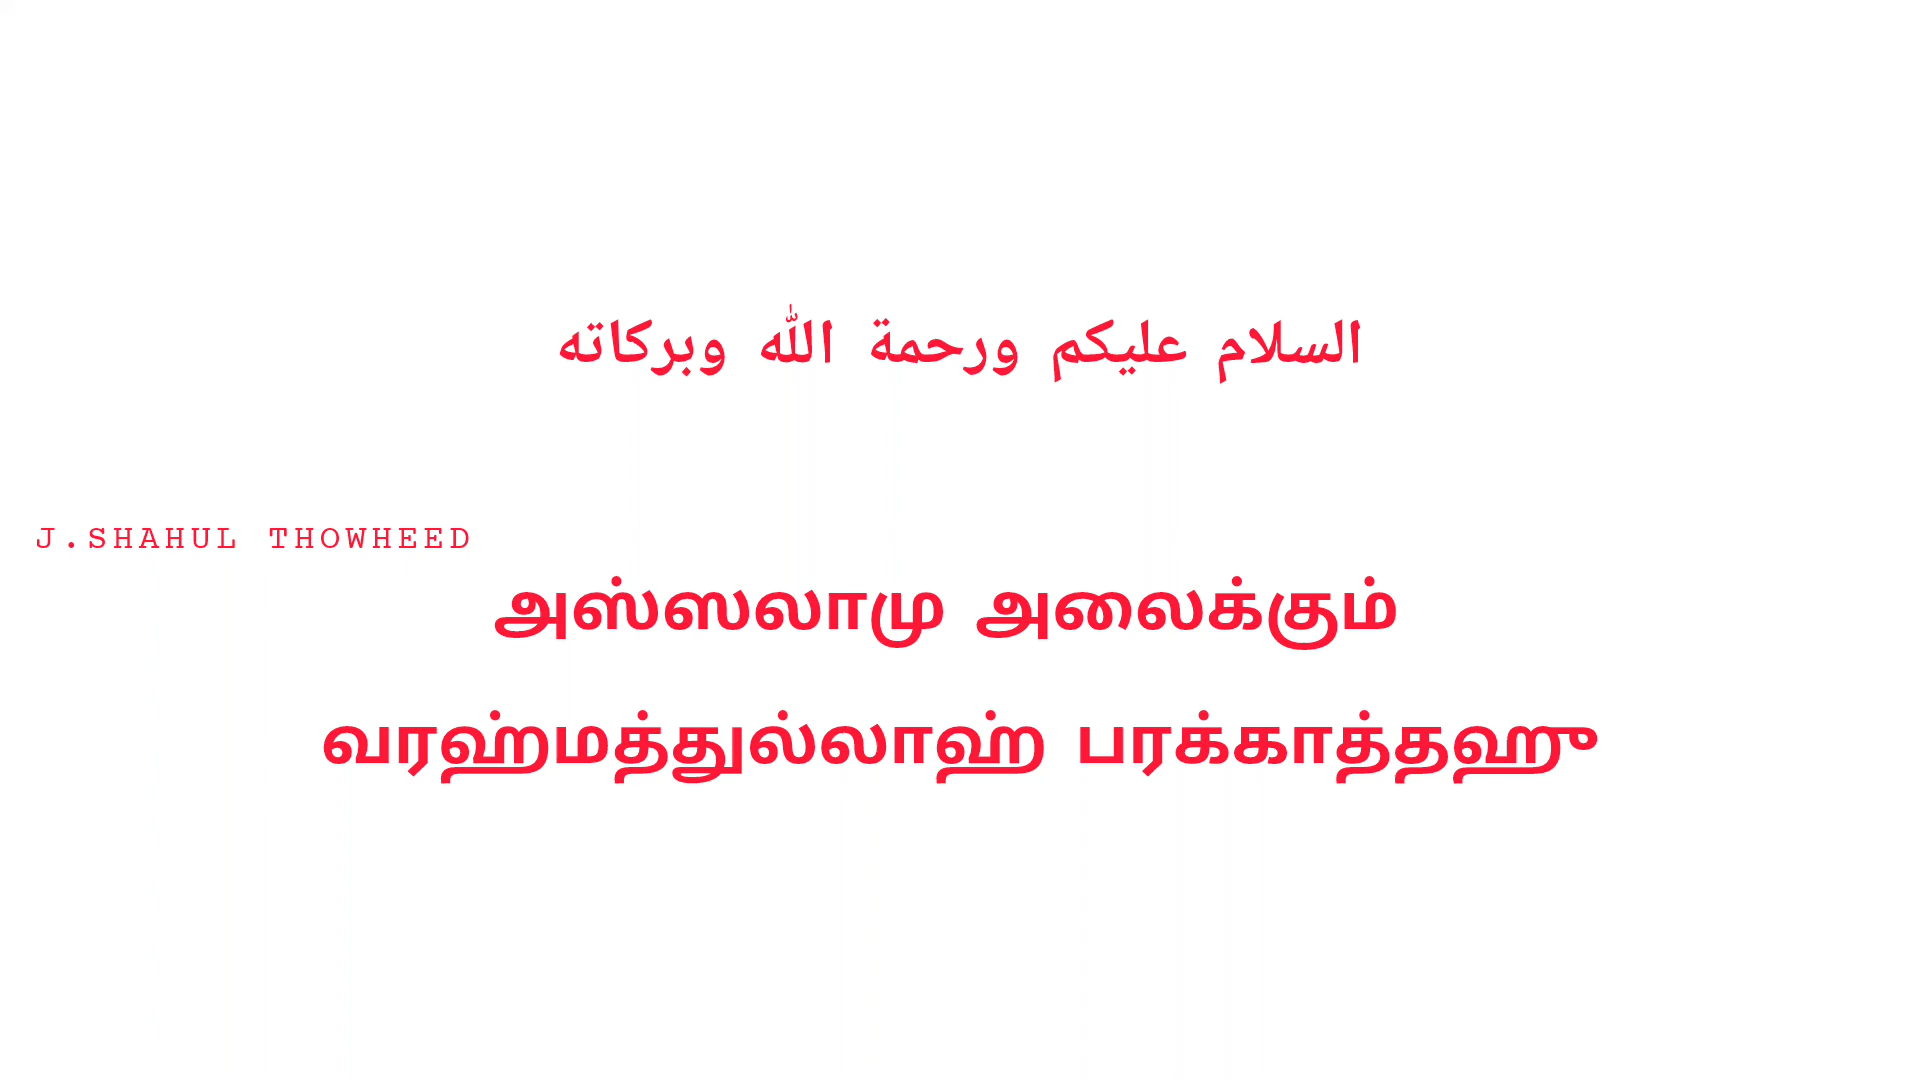 السلام عليكم ورحمة الله وبركاته
J.SHAHUL THOWHEED
அஸ்ஸலாமு அலைக்கும்
வரஹ்மத்துல்லாஹ் பரக்காத்தஹு